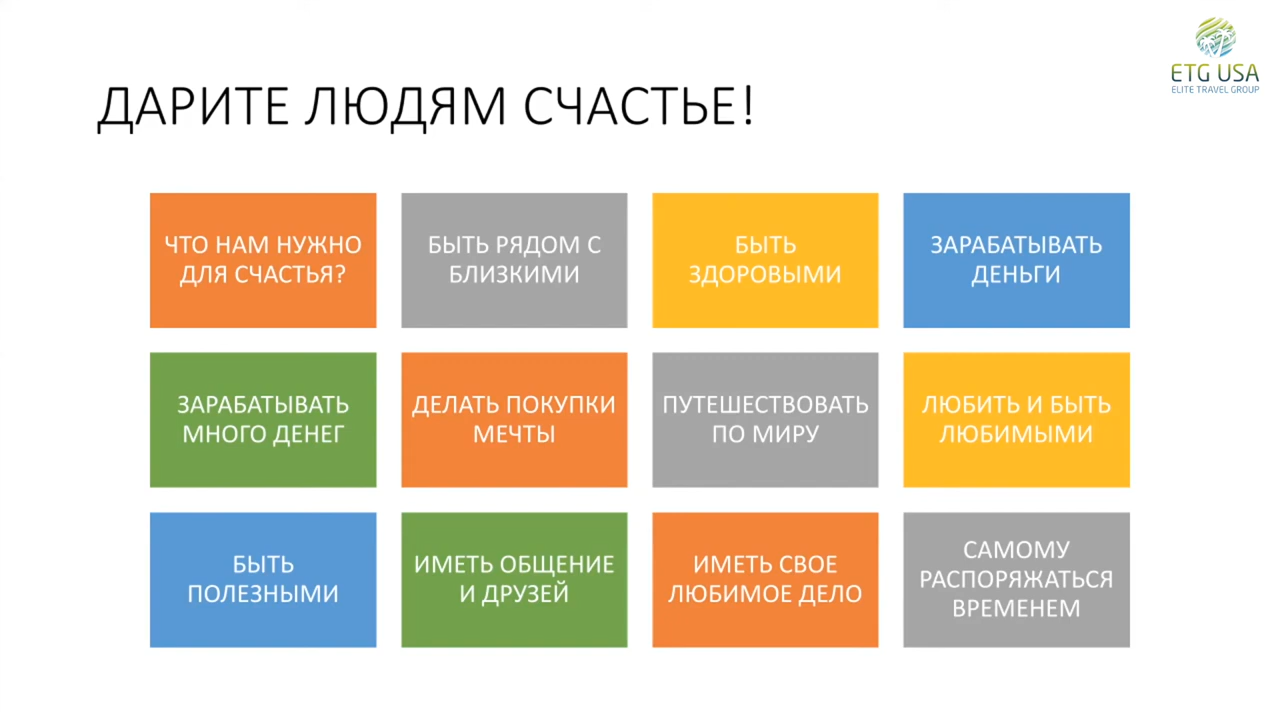 ETG USA
ELITE TRAVEL GROUP
ДАРИТЕ ЛЮДЯМ СЧАСТЬЕ!
ЧТО НАМ НУЖНО
ДЛЯ СЧАСТЬЯ?
БЫТЬ РЯДОМ С
БЛИЗКИМИ
БЫТЬ
ЗДОРОВЫМИ
ЗАРАБАТЫВАТЬ
ДЕНЬГИ
ЗАРАБАТЫВАТЬ
МНОГО ДЕНЕГ
ДЕЛАТЬ ПОКУПКИ
МЕЧТЫ
ПУТЕШЕСТВОВАТЬ
ПО МИРУ
ЛЮБИТЬ И БЫТЬ
ЛЮБИМЫМИ
БЫТЬ
ПОЛЕЗНЫМИ
ИМЕТЬ ОБЩЕНИЕ
И ДРУЗЕЙ
ИМЕТЬ СВОЕ
ЛЮБИМОЕ ДЕЛО
САМОМУ
РАСПОРЯЖАТЬСЯ
ВРЕМЕНЕМ